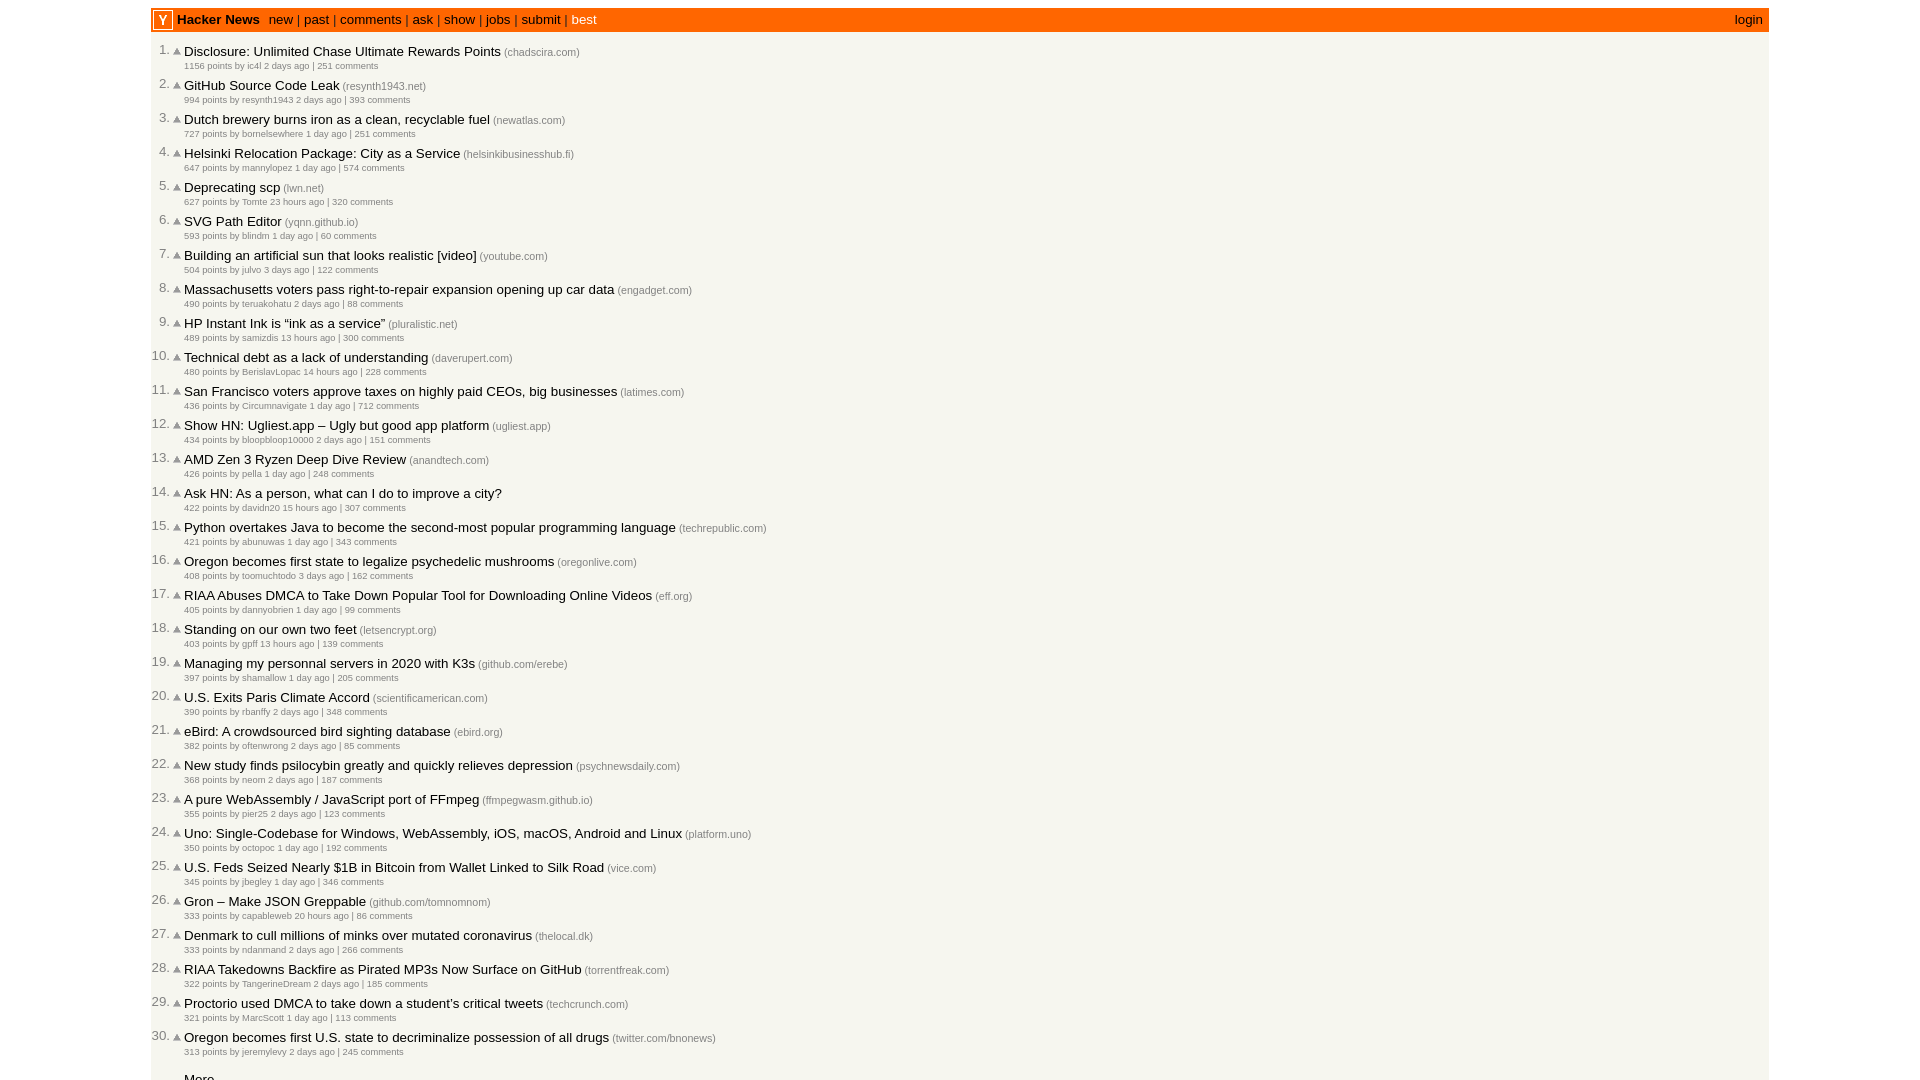 Y Hacker News new | past | comments | ask | show | jobs | submit | best login
1. Disclosure: Unlimited Chase Ultimate Rewards Points (chadscira.com)
1156 points by ic4l 2 days ago | 251 comments
2. GitHub Source Code Leak (resynth1943.net)
994 points by resynth1943 2 days ago | 393 comments
3. Dutch brewery burns iron as a clean, recyclable fuel (newatlas.com)
727 points by bornelsewhere 1 day ago | 251 comments
4. Helsinki Relocation Package: City as a Service (helsinkibusinesshub.fi)
647 points by mannylopez 1 day ago | 574 comments
5. Deprecating scp (lwn.net)
627 points by Tomte 23 hours ago | 320 comments
6. SVG Path Editor (yqnn.github.io)
593 points by blindm 1 day ago | 60 comments
7. Building an artificial sun that looks realistic [video] (youtube.com)
504 points by julvo 3 days ago | 122 comments
8. Massachusetts voters pass right-to-repair expansion opening up car data (engadget.com)
490 points by teruakohatu 2 days ago | 88 comments
9. HP Instant Ink is “ink as a service” (pluralistic.net)
489 points by samizdis 13 hours ago | 300 comments
10. Technical debt as a lack of understanding (daverupert.com)
480 points by BerislavLopac 14 hours ago | 228 comments
11. San Francisco voters approve taxes on highly paid CEOs, big businesses (latimes.com)
436 points by Circumnavigate 1 day ago | 712 comments
12. Show HN: Ugliest.app – Ugly but good app platform (ugliest.app)
434 points by bloopbloop10000 2 days ago | 151 comments
13. AMD Zen 3 Ryzen Deep Dive Review (anandtech.com)
426 points by pella 1 day ago | 248 comments
14. Ask HN: As a person, what can I do to improve a city?
422 points by davidn20 15 hours ago | 307 comments
15. Python overtakes Java to become the second-most popular programming language (techrepublic.com)
421 points by abunuwas 1 day ago | 343 comments
16. Oregon becomes first state to legalize psychedelic mushrooms (oregonlive.com)
408 points by toomuchtodo 3 days ago | 162 comments
17. RIAA Abuses DMCA to Take Down Popular Tool for Downloading Online Videos (eff.org)
405 points by dannyobrien 1 day ago | 99 comments
18. Standing on our own two feet (letsencrypt.org)
403 points by gpff 13 hours ago | 139 comments
19. Managing my personnal servers in 2020 with K3s (github.com/erebe)
397 points by shamallow 1 day ago | 205 comments
20. U.S. Exits Paris Climate Accord (scientificamerican.com)
390 points by rbanffy 2 days ago | 348 comments
21. eBird: A crowdsourced bird sighting database (ebird.org)
382 points by oftenwrong 2 days ago | 85 comments
22. New study finds psilocybin greatly and quickly relieves depression (psychnewsdaily.com)
368 points by neom 2 days ago | 187 comments
23. A pure WebAssembly / JavaScript port of FFmpeg (ffmpegwasm.github.io)
355 points by pier25 2 days ago | 123 comments
24. Uno: Single-Codebase for Windows, WebAssembly, iOS, macOS, Android and Linux (platform.uno)
350 points by octopoc 1 day ago | 192 comments
25. U.S. Feds Seized Nearly $1B in Bitcoin from Wallet Linked to Silk Road (vice.com)
345 points by jbegley 1 day ago | 346 comments
26. Gron – Make JSON Greppable (github.com/tomnomnom)
333 points by capableweb 20 hours ago | 86 comments
27. Denmark to cull millions of minks over mutated coronavirus (thelocal.dk)
333 points by ndanmand 2 days ago | 266 comments
28. RIAA Takedowns Backfire as Pirated MP3s Now Surface on GitHub (torrentfreak.com)
322 points by TangerineDream 2 days ago | 185 comments
29. Proctorio used DMCA to take down a student’s critical tweets (techcrunch.com)
321 points by MarcScott 1 day ago | 113 comments
30. Oregon becomes first U.S. state to decriminalize possession of all drugs (twitter.com/bnonews)
313 points by jeremylevy 2 days ago | 245 comments
More